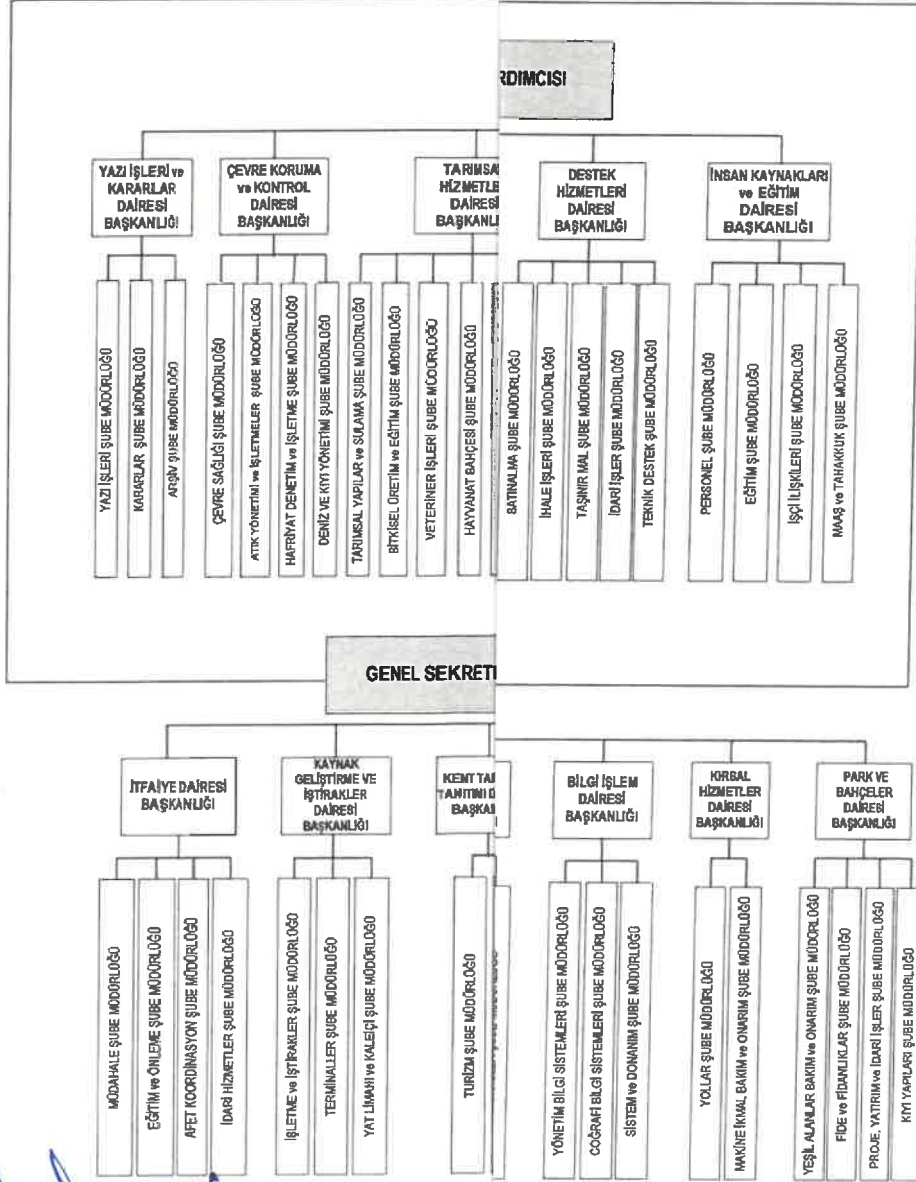 RDIMCISI
YAZI İŞLERİ ve
KARARLAR
DAİRESİ
BAŞKANLIĞI
ÇEVRE KORUMA
ve KONTROL
DAİRESİ
BAŞKANLIĞI
TARIMSA
HİZMETLE
DAİRESİ
BAŞKANLI
DESTEK
HİZMETLERİ
DAİRESİ
BAŞKANLIĞI
İNSAN KAYNAKLARI
ve EĞİTİM
DAİRESİ
BAŞKANLIĞI
YAZI İŞLERİ ŞUBE MÜDÜRLÜĞÜ
KARARLAR ŞUBE MÜDÜRLÜĞÜ
ARŞİV ŞUBE MÜDÜRLÜĞÜ
ÇEVRE SAĞLIĞI ŞUBE MÜDÜRLÜĞÜ
ATIK YÖNETİMİ ve İŞLETMELER ŞUBE MÜDÜRLÜĞÜ
HAFRİYAT DENETİM ve İŞLETME ŞUBE MÜDÜRLÜĞÜ
DENİZ VE KIYI YÖNETİMİ ŞUBE MÜDÜRLÜĞÜ
TARIMSAL YAPILAR ve SULAMA ŞUBE MÜDÜRLÜĞÜ
BİTKİSEL ÜRETİM ve EĞİTİM ŞUBE MÜDÜRLÜĞÜ
VETERİNER İŞLERİ ŞUBE MÜDÜRLÜĞÜ
HAYVANAT BAHÇESİ ŞUBE MÜDÜRLÜĞÜ
SATINALMA ŞUBE MÜDÜRLÜĞÜ
İHALE İŞLERİ ŞUBE MÜDÜRLÜĞÜ
TAŞINIR MAL ŞUBE MÜDÜRLÜĞÜ
İDARİ İŞLER ŞUBE MÜDÜRLÜĞÜ
TEKNİK DESTEK ŞUBE MÜDÜRLÜĞÜ
PERSONEL ŞUBE MÜDÜRLÜĞÜ
EĞİTİM ŞUBE MÜDÜRLÜĞÜ
İŞÇİ İLİŞKİLERİ ŞUBE MÜDÜRLÜĞÜ
MAAŞ ve TAHAKKUK ŞUBE MÜDÜRLÜĞÜ
GENEL SEKRETE
İTFAİYE DAİRESİ
BAŞKANLIĞI
KAYNAK
GELİŞTİRME VE
İŞTİRAKLER
DAİRESİ
BAŞKANLIĞI
KENT TAR
TANITIMI D
BAŞKAN
BİLGİ İŞLEM
DAİRESİ
BAŞKANLIĞI
KIRSAL
HİZMETLER
DAİRESİ
BAŞKANLIĞI
PARK VE
BAHÇELER
DAİRESİ
BAŞKANLIĞI
MÜDAHALE ŞUBE MÜDÜRLÜĞÜ
EĞİTİM ve ÖNLEME ŞUBE MÜDÜRLÜĞÜ
AFET KOORDİNASYON ŞUBE MÜDÜRLÜĞÜ
İDARİ HİZMETLER ŞUBE MÜDÜRLÜĞÜ
İŞLETME ve İŞTİRAKLER ŞUBE MÜDÜRLÜĞÜ
TERMİNALLER ŞUBE MÜDÜRLÜĞÜ
YAT LİMANI ve KALEİÇİ ŞUBE MÜDÜRLÜĞÜ
TURİZM ŞUBE MÜDÜRLÜĞÜ
YÖNETİM BİLGİ SİSTEMLERİ ŞUBE MÜDÜRLÜĞÜ
COĞRAFİ BİLGİ SİSTEMLERİ ŞUBE MÜDÜRLÜĞÜ
SİSTEM ve DONANIM ŞUBE MÜDÜRLÜĞÜ
YOLLAR ŞUBE MÜDÜRLÜĞÜ
MAKİNE İKMAL BAKIM ve ONARIM ŞUBE MÜDÜRLÜĞÜ
YEŞİL ALANLAR BAKIM ve ONARIM ŞUBE MÜDÜRLÜĞÜ
FİDE ve FİDANLIKLAR ŞUBE MÜDÜRLÜĞÜ
PROJE, YATIRIM ve İDARİ İŞLER ŞUBE MÜDÜRLÜĞÜ
KIYI YAPILARI ŞUBE MÜDÜRLÜĞÜ